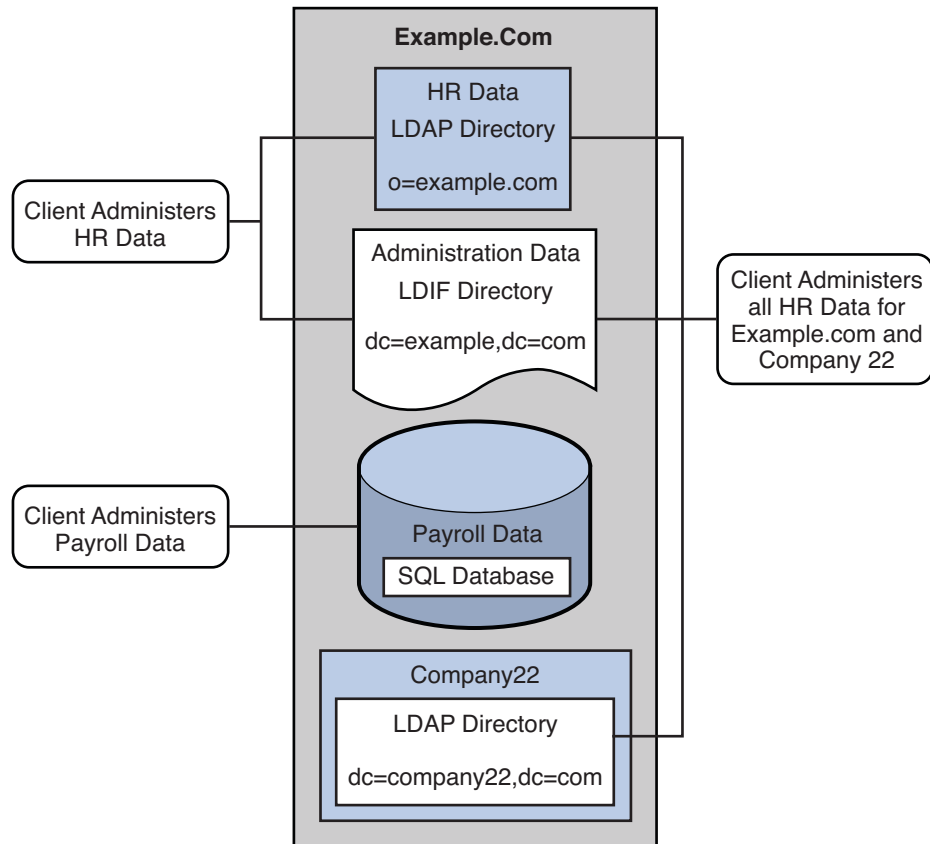 Example.Com
HR Data
LDAP Directory
o=example.com
Client Administers
HR Data
Administration Data
LDIF Directory
dc=example,dc=com
Client Administers
all HR Data for
Example.com and
Company 22
Client Administers
Payroll Data
Payroll Data
SQL Database
Company22
LDAP Directory
dc=company22,dc=com